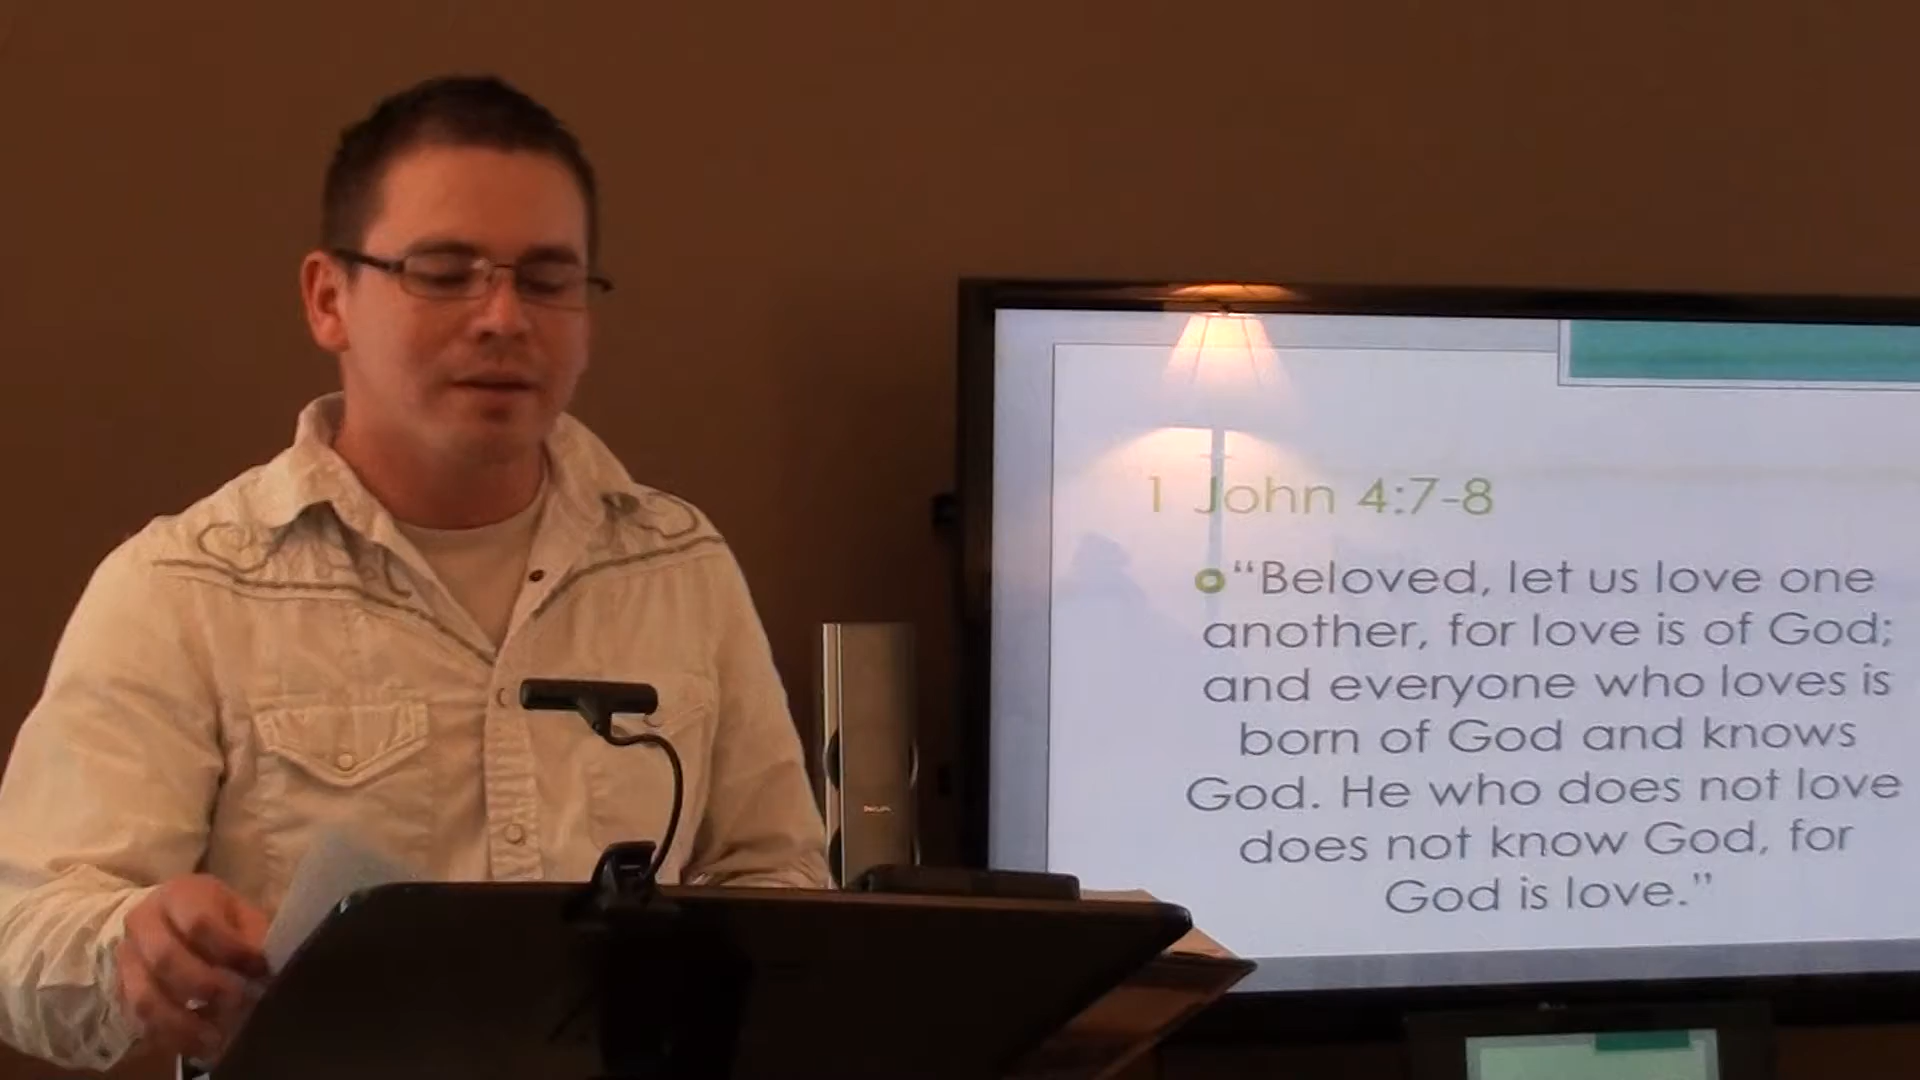 1 John 4:7-8
“Beloved, let us love one
another, for love is of God;
and everyone who loves is
born of God and knows
God. He who does not love
does not know God, for
God is love.”
PHILIPS